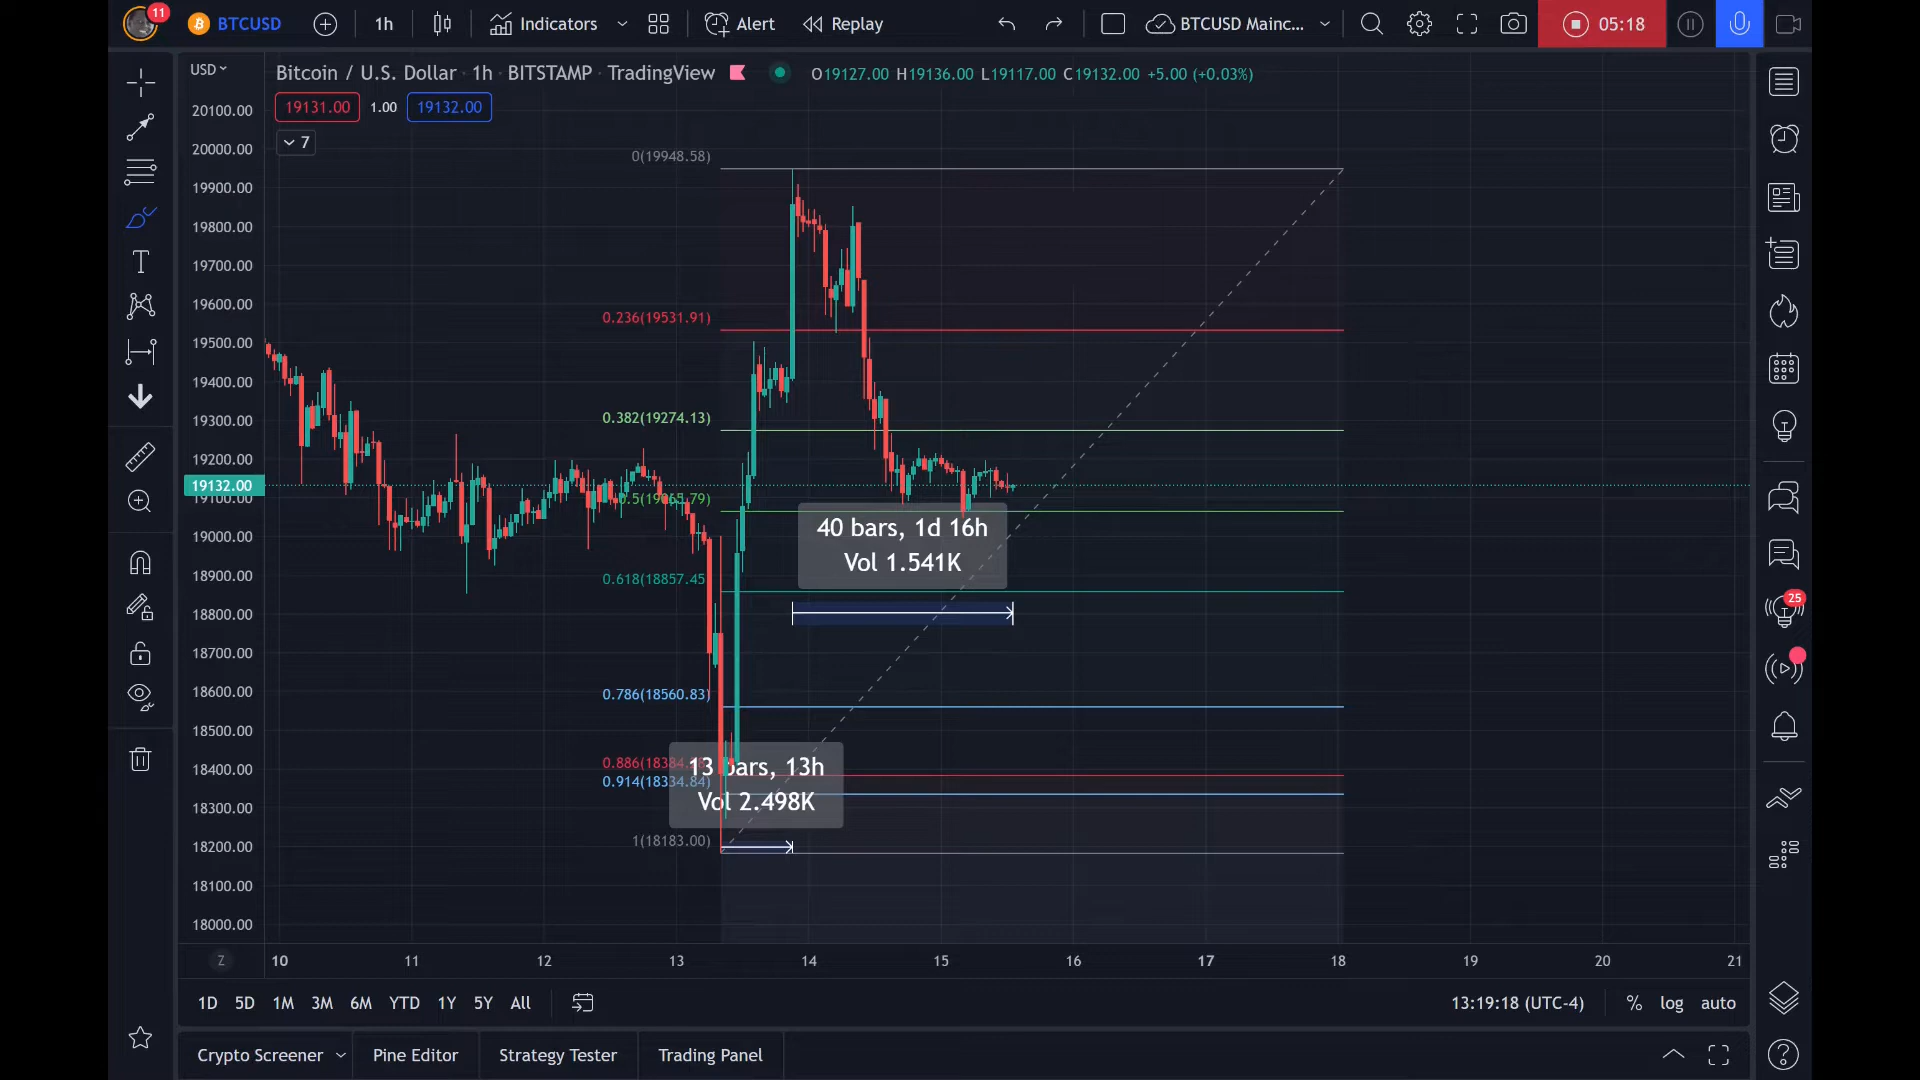 11
BTCUSD
1h
Indicators
Alert
Replay
BTCUSD Mainc...
05:18
USD
Bitcoin / U.S. Dollar · 1h · BITSTAMP · TradingView
O19127.00 H19136.00 L19117.00 C19132.00 +5.00 (+0.03%)
19131.00 1.00 19132.00
7
20100.00
20000.00
19900.00
19800.00
19700.00
19600.00
19500.00
19400.00
19300.00
19200.00
19132.00
19100.00
19000.00
18900.00
18800.00
18700.00
18600.00
18500.00
18400.00
18300.00
18200.00
18100.00
18000.00
0(19948.58)
0.236(19531.91)
0.382(19274.13)
0.5(19065.79)
0.618(18857.45
0.786(18560.83)
0.914(18334.84)
1(18183.00)
40 bars, 1d 16h
Vol 1.541K
13 bars, 13h
Vol 2.498K
25
Z
10 11 12 13 14 15 16 17 18 19 20 21
1D 5D 1M 3M 6M YTD 1Y 5Y All
13:19:18 (UTC-4) % log auto
Crypto Screener
Pine Editor
Strategy Tester
Trading Panel